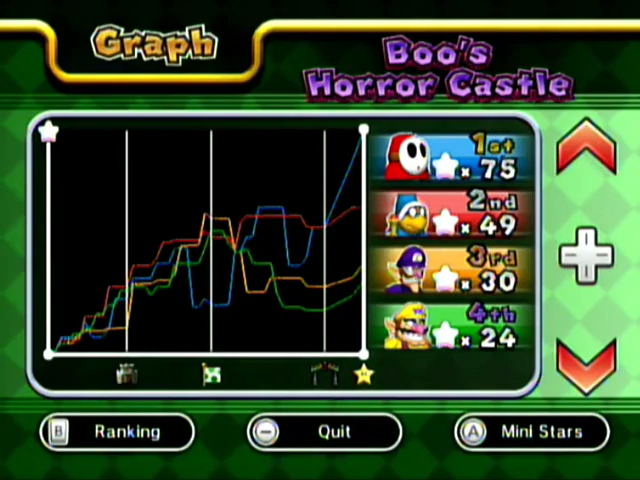 Graph
Boo's
Horror Castle
1st
× 75
2nd
× 49
3rd
× 30
4th
× 24
B Ranking
Quit
A Mini Stars